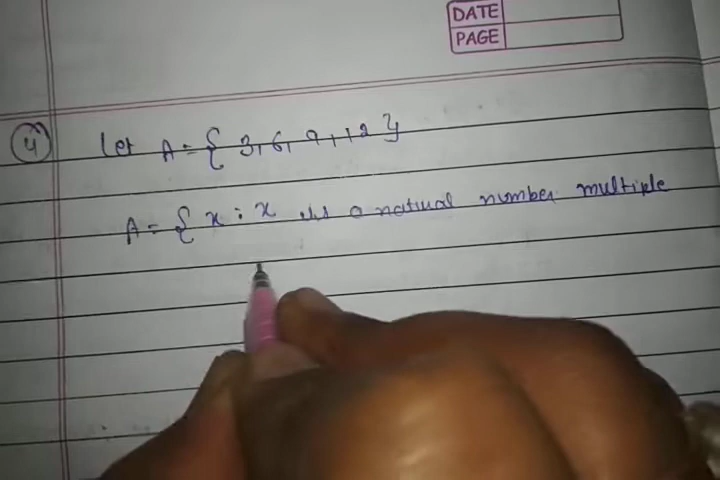 DATE
PAGE
4 Let A = { 3, 6, 9, 12 }
A = { x : x is a natural number multiple